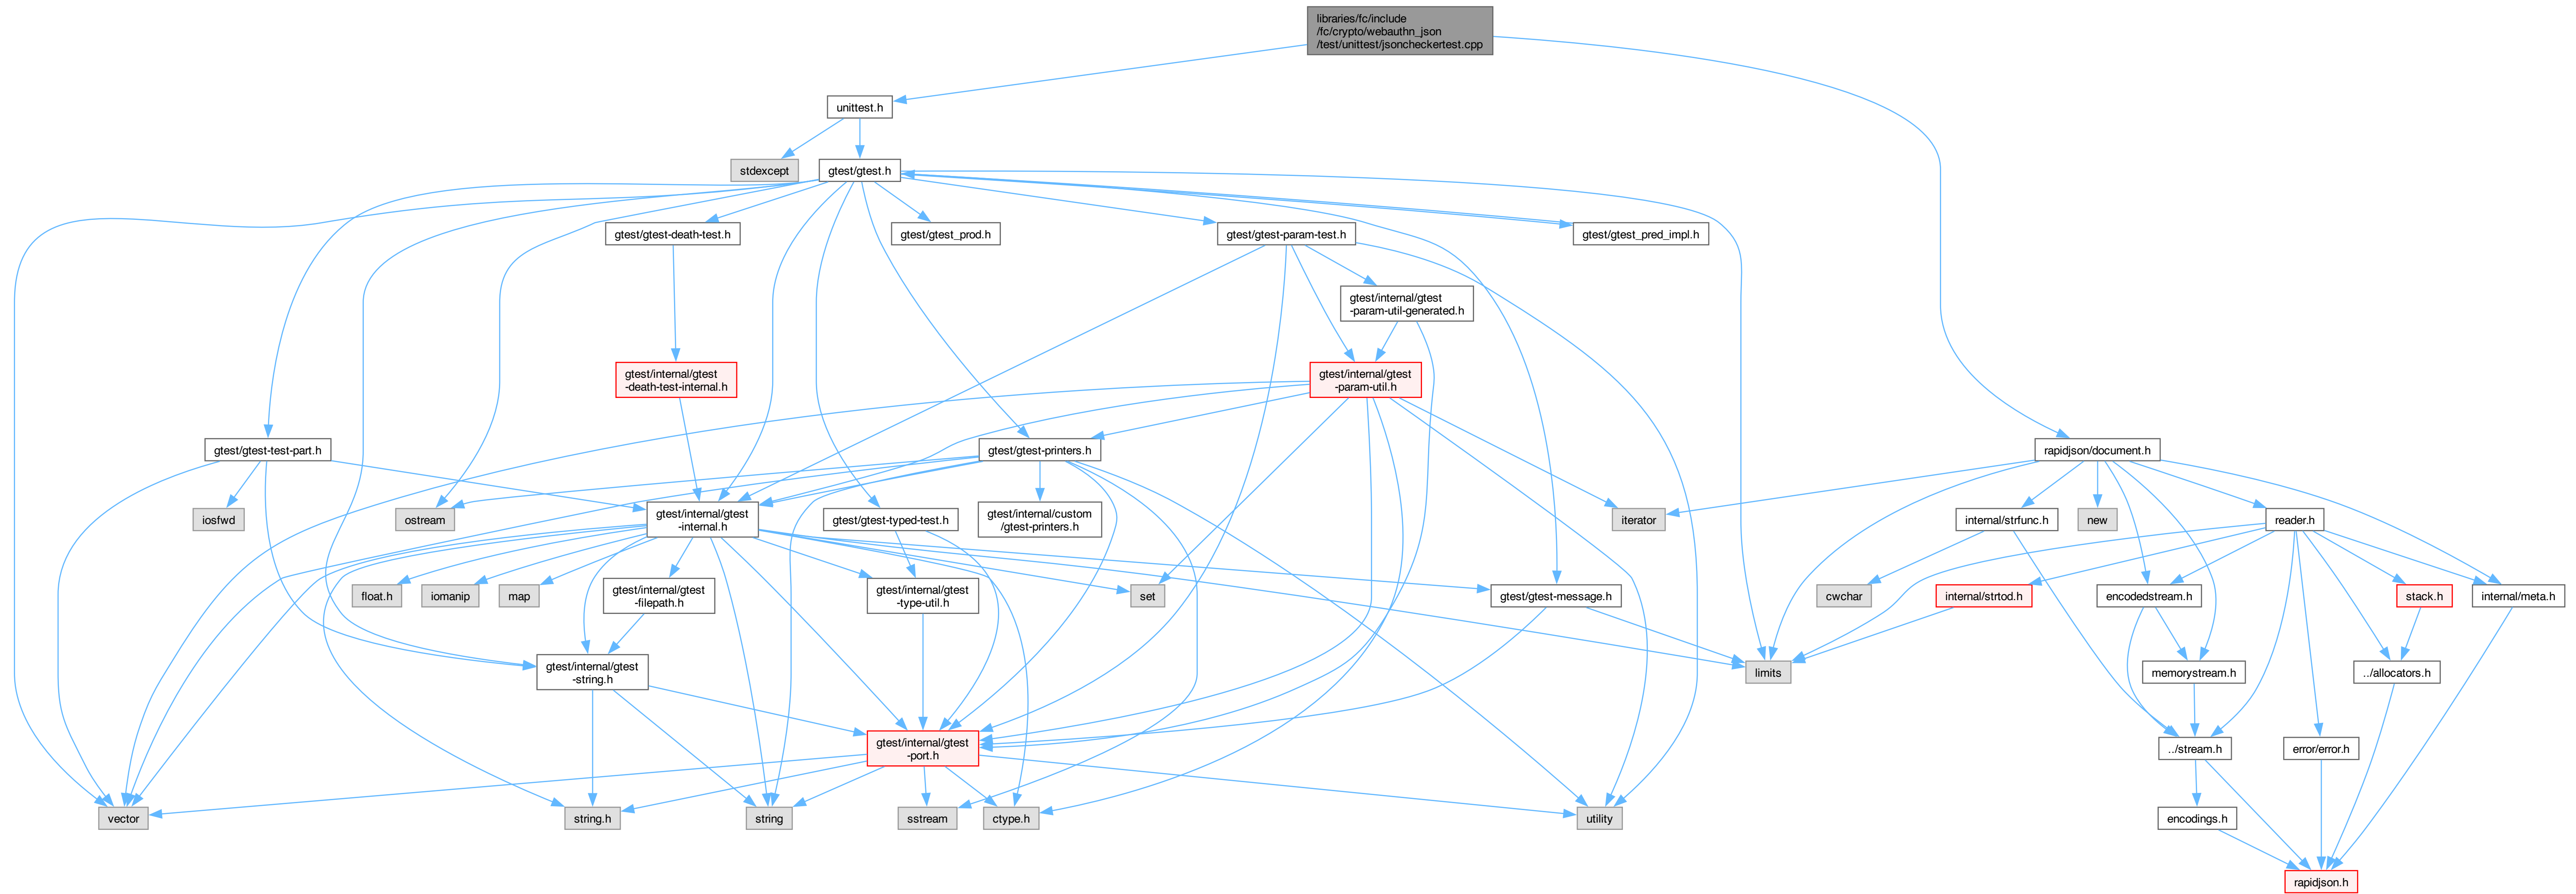 libraries/fc/include
/fc/crypto/webauthn_json
/test/unittest/jsoncheckertest.cpp
unittest.h
stdexcept
gtest/gtest.h
gtest/gtest-death-test.h
gtest/gtest_prod.h
gtest/gtest-param-test.h
gtest/gtest_pred_impl.h
gtest/internal/gtest
-param-util-generated.h
gtest/internal/gtest
-death-test-internal.h
gtest/internal/gtest
-param-util.h
gtest/gtest-test-part.h
gtest/gtest-printers.h
rapidjson/document.h
iosfwd
ostream
gtest/internal/gtest
-internal.h
gtest/gtest-typed-test.h
gtest/internal/custom
/gtest-printers.h
iterator
internal/strfunc.h
new
reader.h
float.h
iomanip
map
gtest/internal/gtest
-filepath.h
gtest/internal/gtest
-type-util.h
set
gtest/gtest-message.h
cwchar
internal/strtod.h
encodedstream.h
stack.h
internal/meta.h
gtest/internal/gtest
-string.h
limits
memorystream.h
../allocators.h
gtest/internal/gtest
-port.h
../stream.h
error/error.h
vector
string.h
string
sstream
ctype.h
utility
encodings.h
rapidjson.h